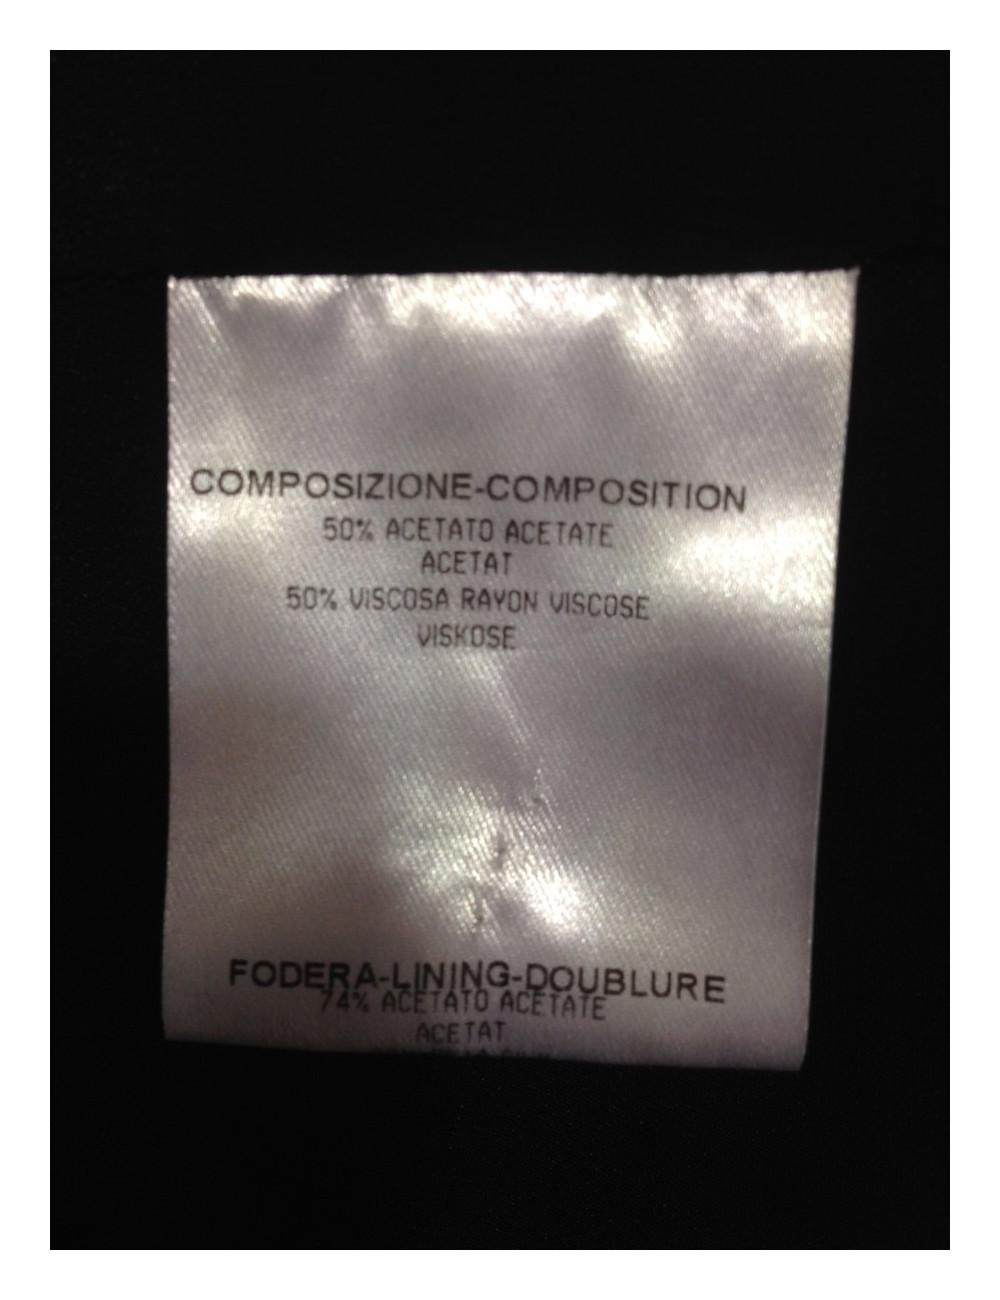 COMPOSIZIONE-COMPOSITION
50% ACETATO ACETATE
ACETAT
50% VISCOSA RAYON VISCOSE
VISKOSE
FODERA-LINING-DOUBLURE
74% ACETATO ACETATE
ACETAT